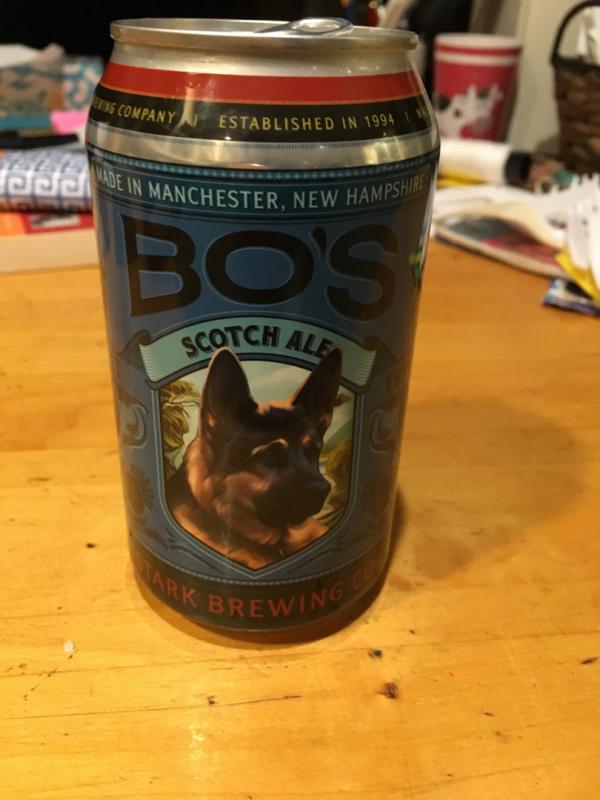 COMPANY ESTABLISHED IN 1994
MADE IN MANCHESTER, NEW HAMPSHIRE
BO'S
SCOTCH ALE
STARK BREWING CO